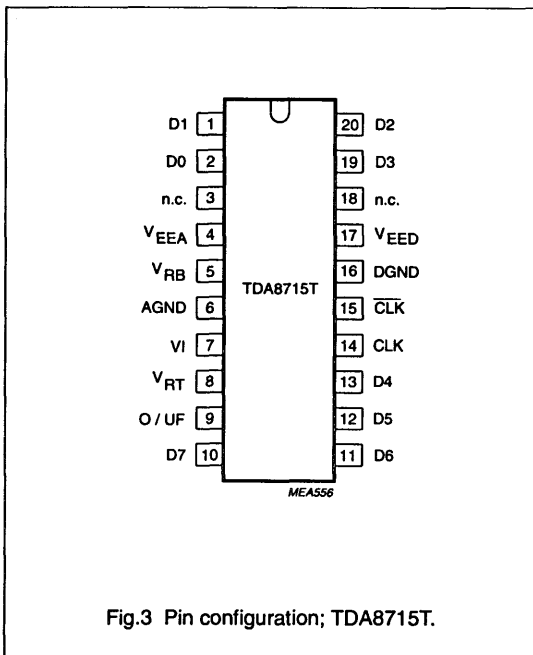 D1 1 20 D2
D0 2 19 D3
n.c. 3 18 n.c.
VEEA 4 17 VEED
VRB 5 16 DGND
TDA8715T
AGND 6 15 CLK
VI 7 14 CLK
VRT 8 13 D4
O / UF 9 12 D5
D7 10 11 D6
MEA556
Fig.3 Pin configuration; TDA8715T.